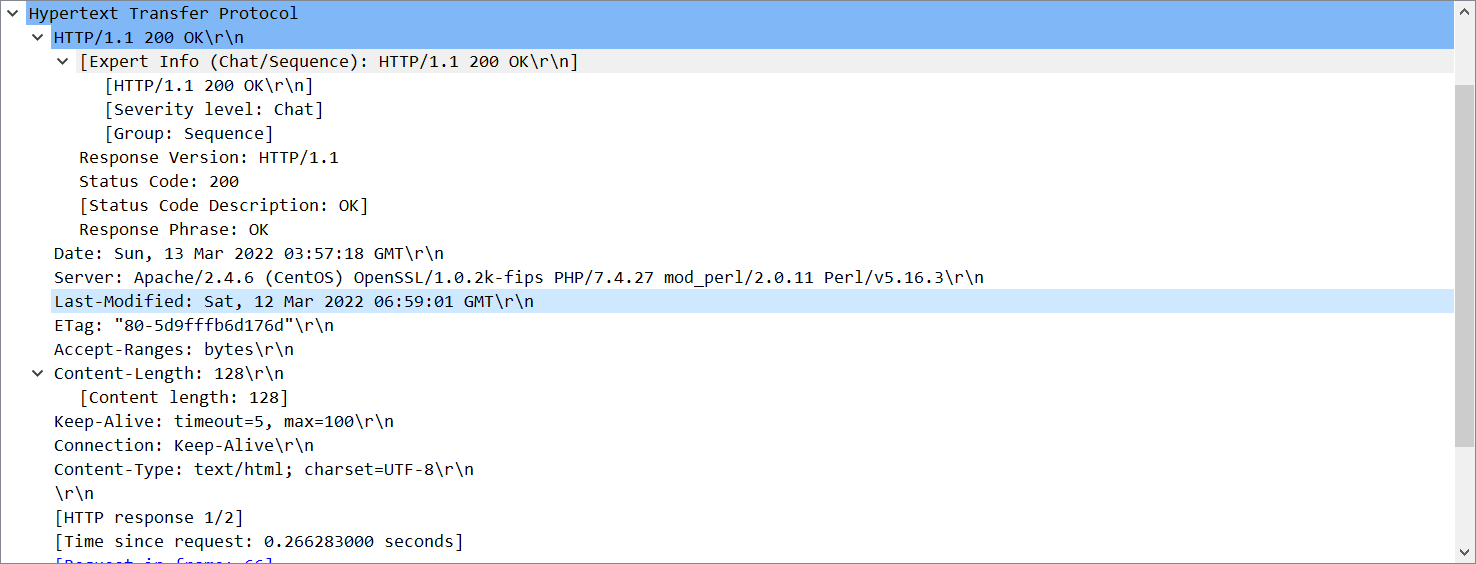 Hypertext Transfer Protocol
HTTP/1.1 200 OK\r\n
[Expert Info (Chat/Sequence): HTTP/1.1 200 OK\r\n]
[HTTP/1.1 200 OK\r\n]
[Severity level: Chat]
[Group: Sequence]
Response Version: HTTP/1.1
Status Code: 200
[Status Code Description: OK]
Response Phrase: OK
Date: Sun, 13 Mar 2022 03:57:18 GMT\r\n
Server: Apache/2.4.6 (CentOS) OpenSSL/1.0.2k-fips PHP/7.4.27 mod_perl/2.0.11 Perl/v5.16.3\r\n
Last-Modified: Sat, 12 Mar 2022 06:59:01 GMT\r\n
ETag: "80-5d9fffb6d176d"\r\n
Accept-Ranges: bytes\r\n
Content-Length: 128\r\n
[Content length: 128]
Keep-Alive: timeout=5, max=100\r\n
Connection: Keep-Alive\r\n
Content-Type: text/html; charset=UTF-8\r\n
\r\n
[HTTP response 1/2]
[Time since request: 0.266283000 seconds]
[Request in frame: 66]